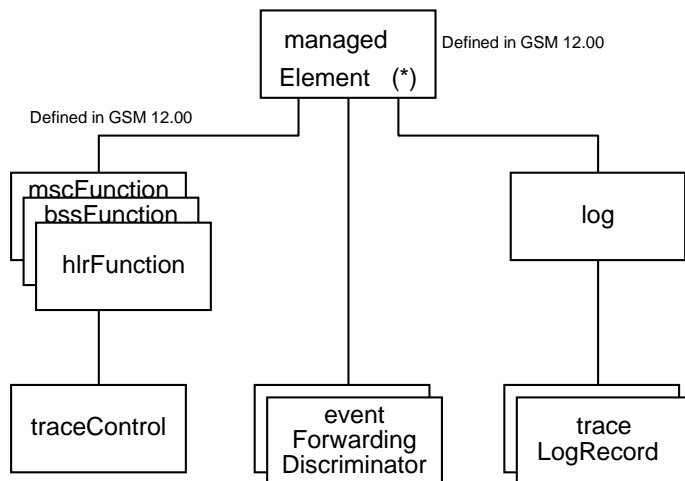 managed
Element (*)
Defined in GSM 12.00
Defined in GSM 12.00
mscFunction
bssFunction
hlrFunction
log
traceControl
event
Forwarding
Discriminator
trace
LogRecord